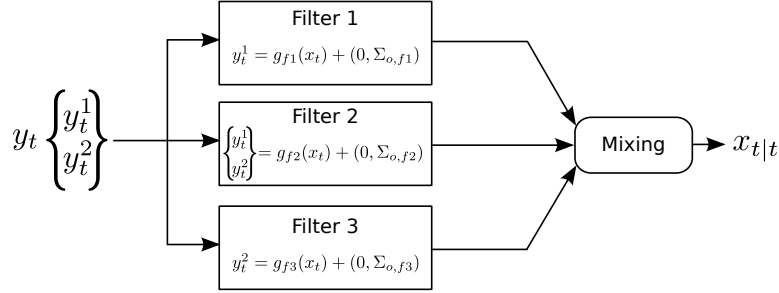 y_t { y_t^1 y_t^2 }
Filter 1
y_t^1 = g_{f1}(x_t) + (0, Σ_{o,f1})
Filter 2
{ y_t^1 y_t^2 } = g_{f2}(x_t) + (0, Σ_{o,f2})
Filter 3
y_t^2 = g_{f3}(x_t) + (0, Σ_{o,f3})
Mixing
x_{t|t}